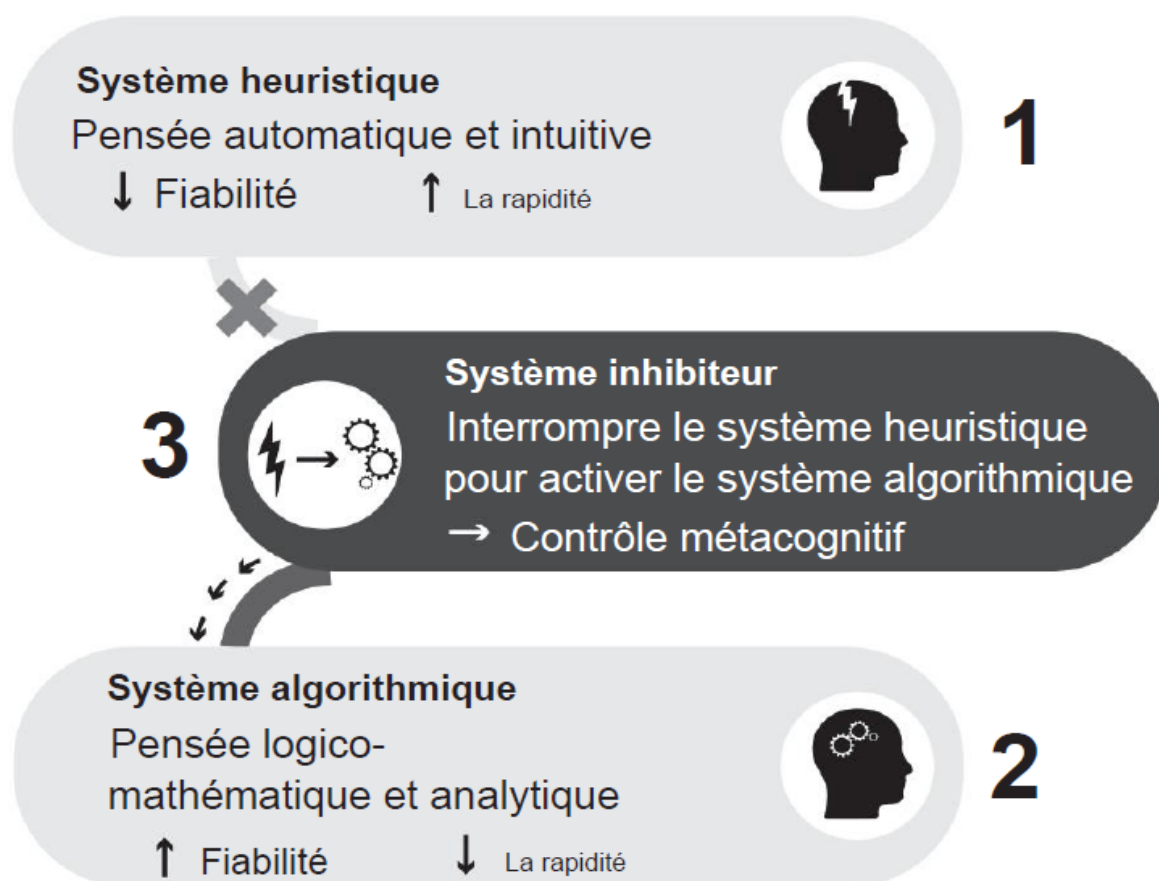 Système heuristique
Pensée automatique et intuitive
↓ Fiabilité ↑ La rapidité
1
Système inhibiteur
Interrompre le système heuristique
pour activer le système algorithmique
→ Contrôle métacognitif
3
Système algorithmique
Pensée logico-
mathématique et analytique
↑ Fiabilité ↓ La rapidité
2